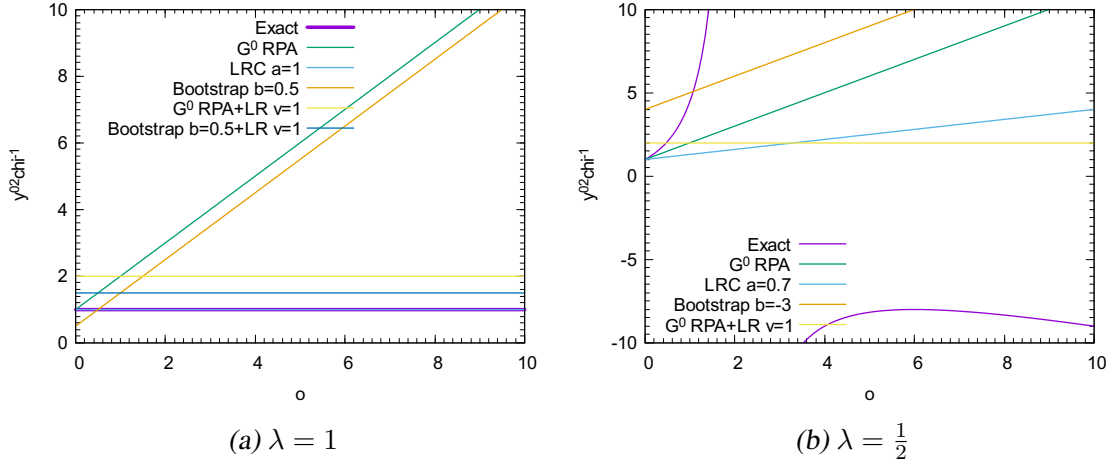 10
8
6
4
2
0
y⁰²chi⁻¹
Exact
G⁰ RPA
LRC a=1
Bootstrap b=0.5
G⁰ RPA+LR v=1
Bootstrap b=0.5+LR v=1
0 2 4 6 8 10
o
(a) λ = 1
10
5
0
-5
-10
y⁰²chi⁻¹
Exact
G⁰ RPA
LRC a=0.7
Bootstrap b=-3
G⁰ RPA+LR v=1
0 2 4 6 8 10
o
(b) λ = ½